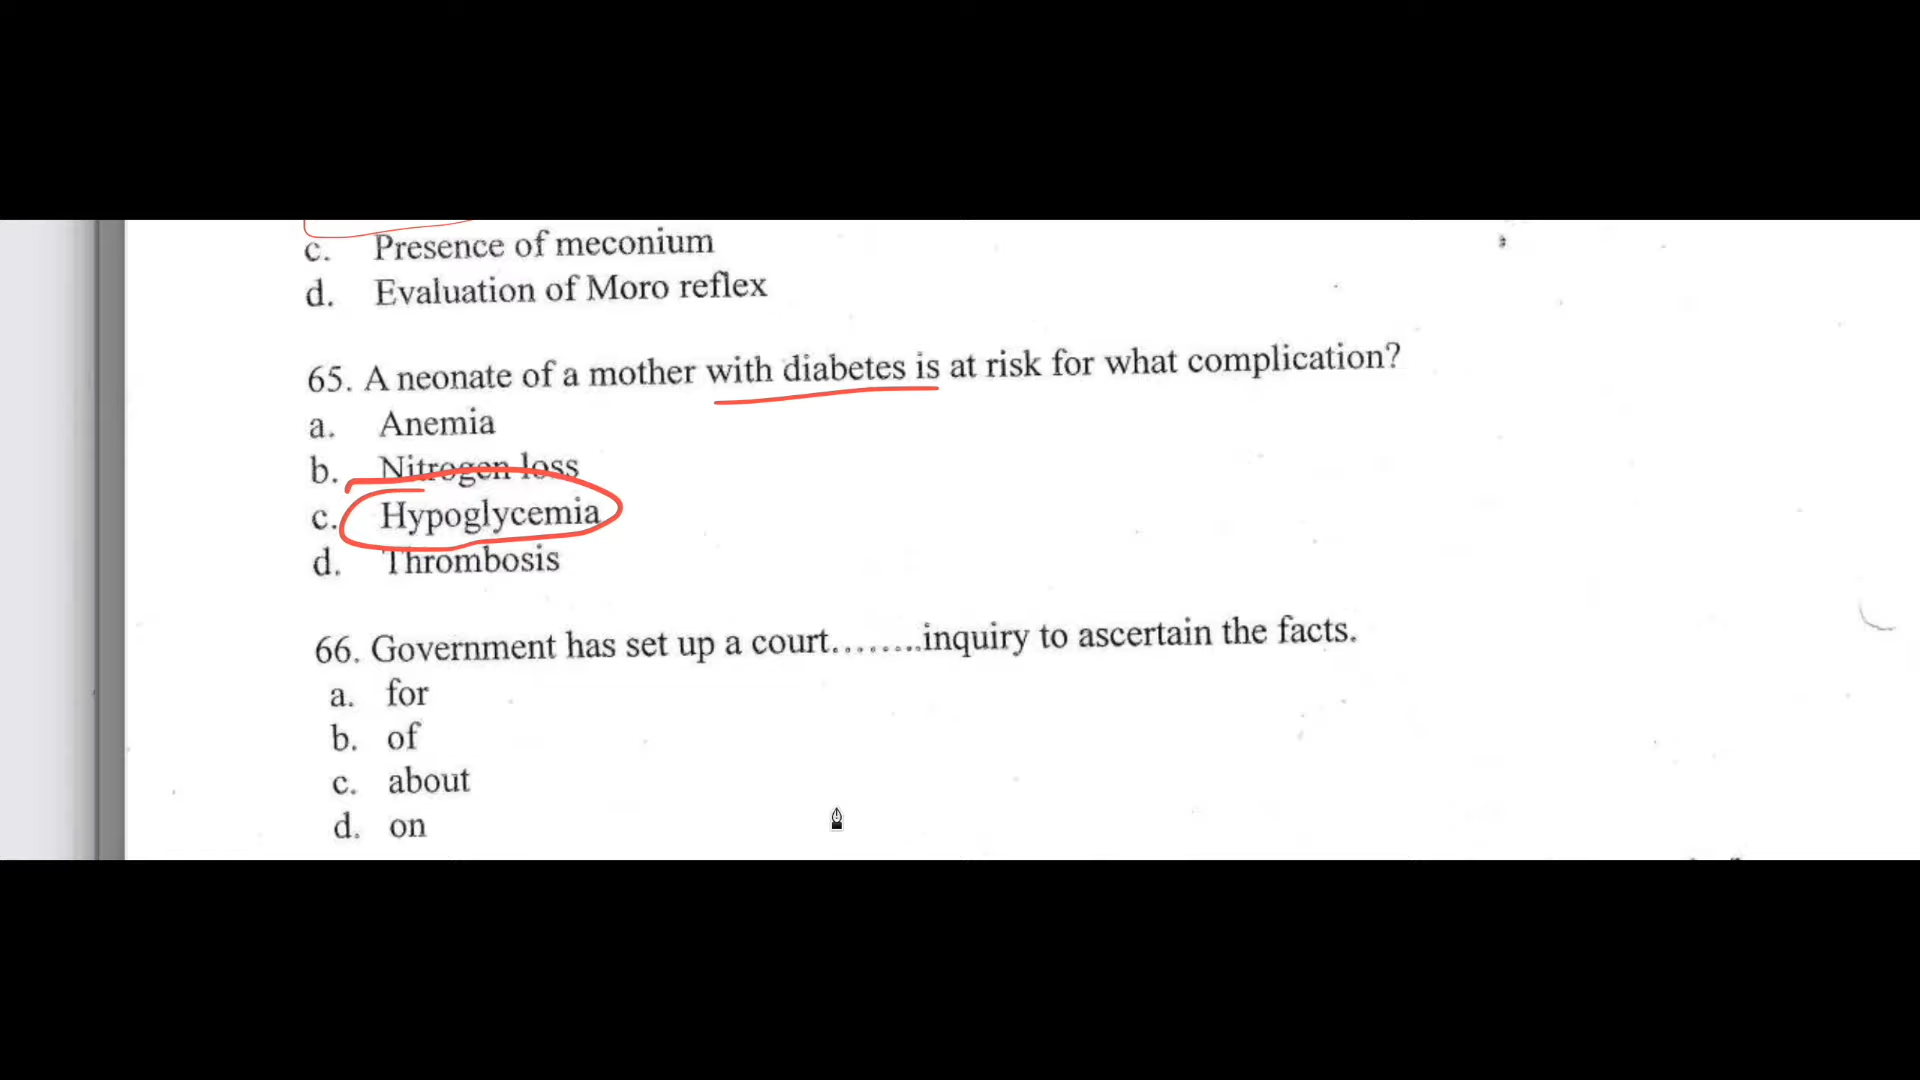 c. Presence of meconium
d. Evaluation of Moro reflex
65. A neonate of a mother with diabetes is at risk for what complication?
a. Anemia
b. Nitrogen loss
c. Hypoglycemia
d. Thrombosis
66. Government has set up a court........inquiry to ascertain the facts.
a. for
b. of
c. about
d. on